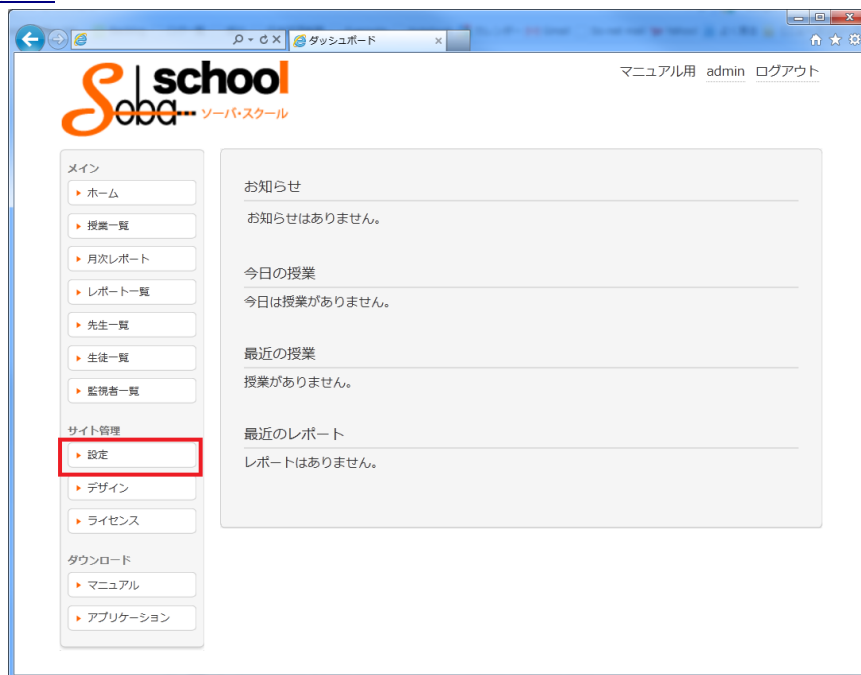 ダッシュボード
マニュアル用 admin ログアウト
soba school
ソーバ・スクール
メイン
ホーム
授業一覧
月次レポート
レポート一覧
先生一覧
生徒一覧
監視者一覧
サイト管理
設定
デザイン
ライセンス
ダウンロード
マニュアル
アプリケーション
お知らせ
お知らせはありません。
今日の授業
今日は授業がありません。
最近の授業
授業がありません。
最近のレポート
レポートはありません。